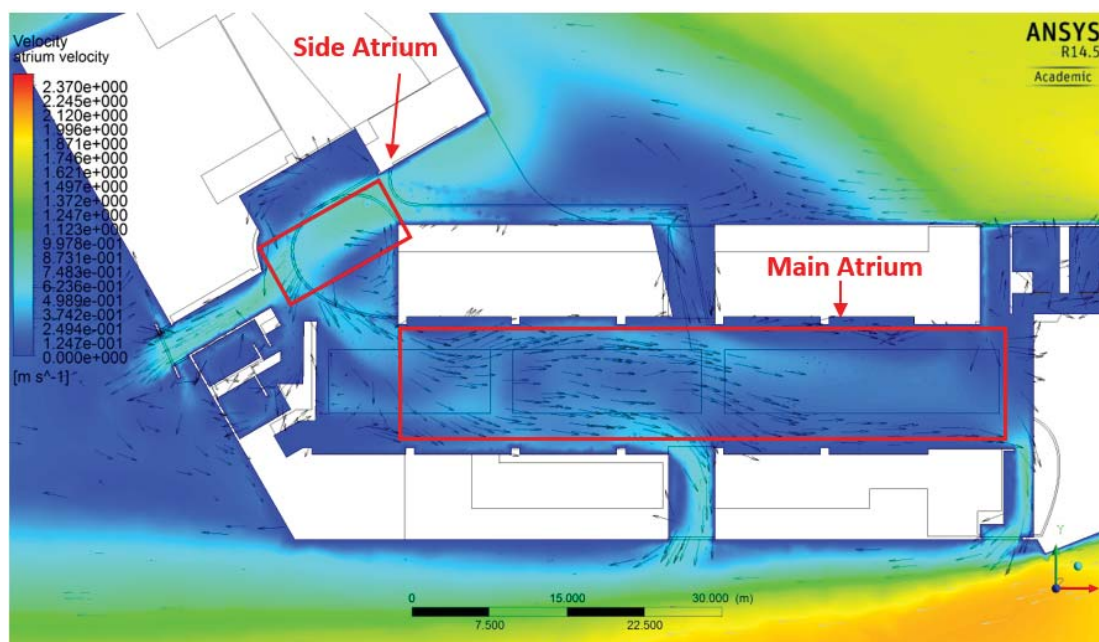 Velocity
atrium velocity
2.370e+000
2.245e+000
2.120e+000
1.996e+000
1.871e+000
1.746e+000
1.622e+000
1.497e+000
1.372e+000
1.247e+000
1.123e+000
9.978e-001
8.730e-001
7.483e-001
6.236e-001
4.989e-001
3.742e-001
2.494e-001
1.247e-001
0.000e+000
[m s^-1]
Side Atrium
Main Atrium
ANSYS
R14.5
Academic
Y
0 15.000 30.000 (m)
7.500 22.500